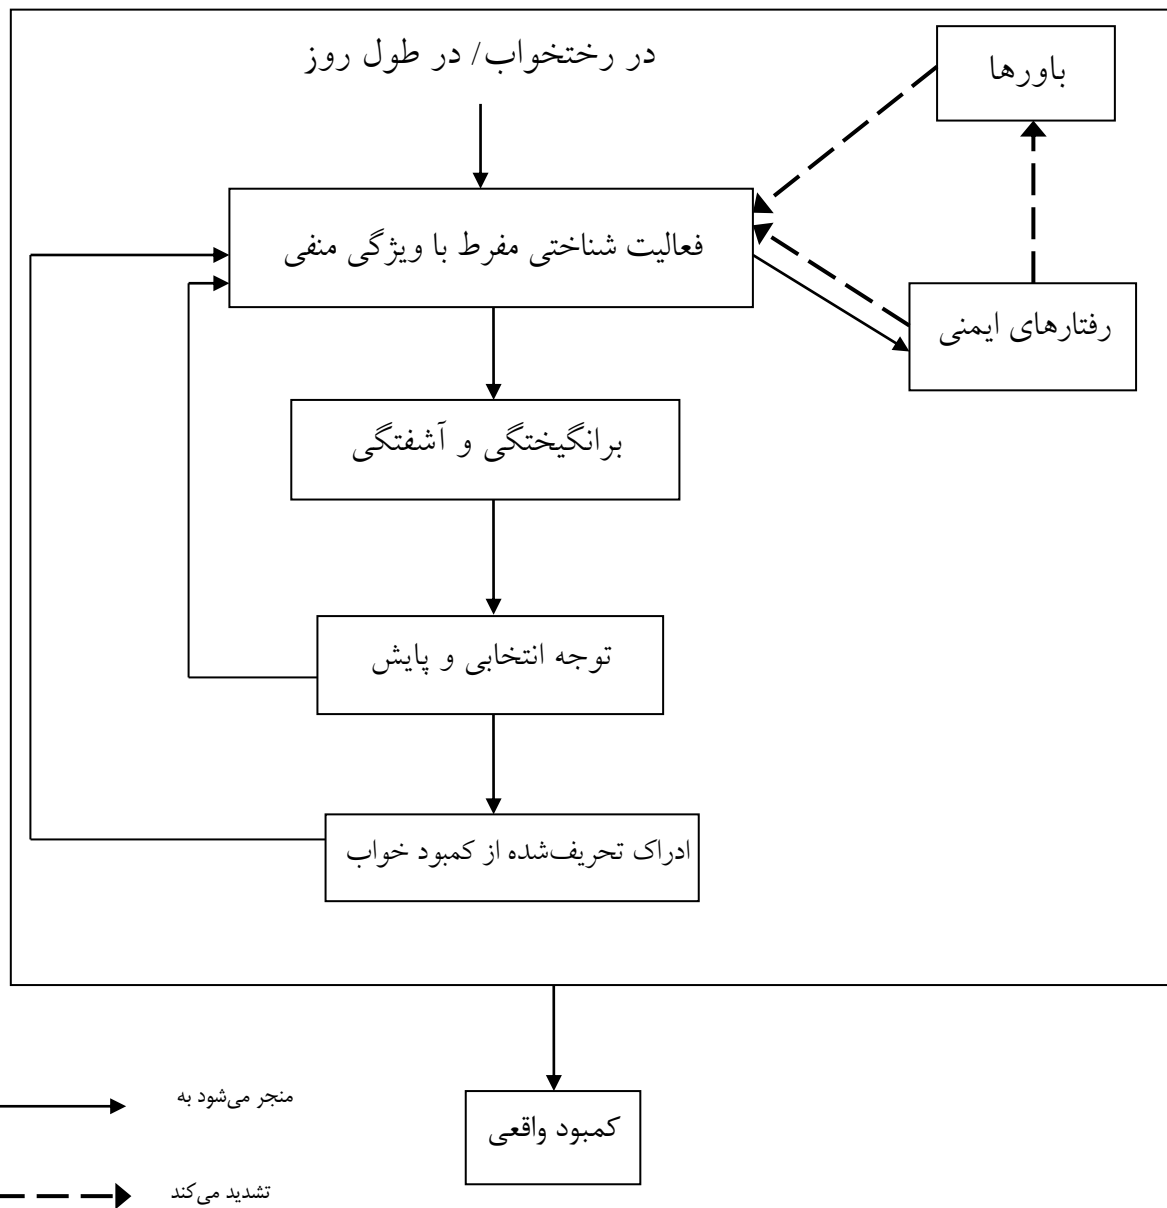 در رختخواب/ در طول روز
باورها
فعالیت شناختی مفرط با ویژگی منفی
رفتارهای ایمنی
برانگیختگی و آشفتگی
توجه انتخابی و پایش
ادراک تحریف‌شده از کمبود خواب
منجر می‌شود به
کمبود واقعی
تشدید می‌کند